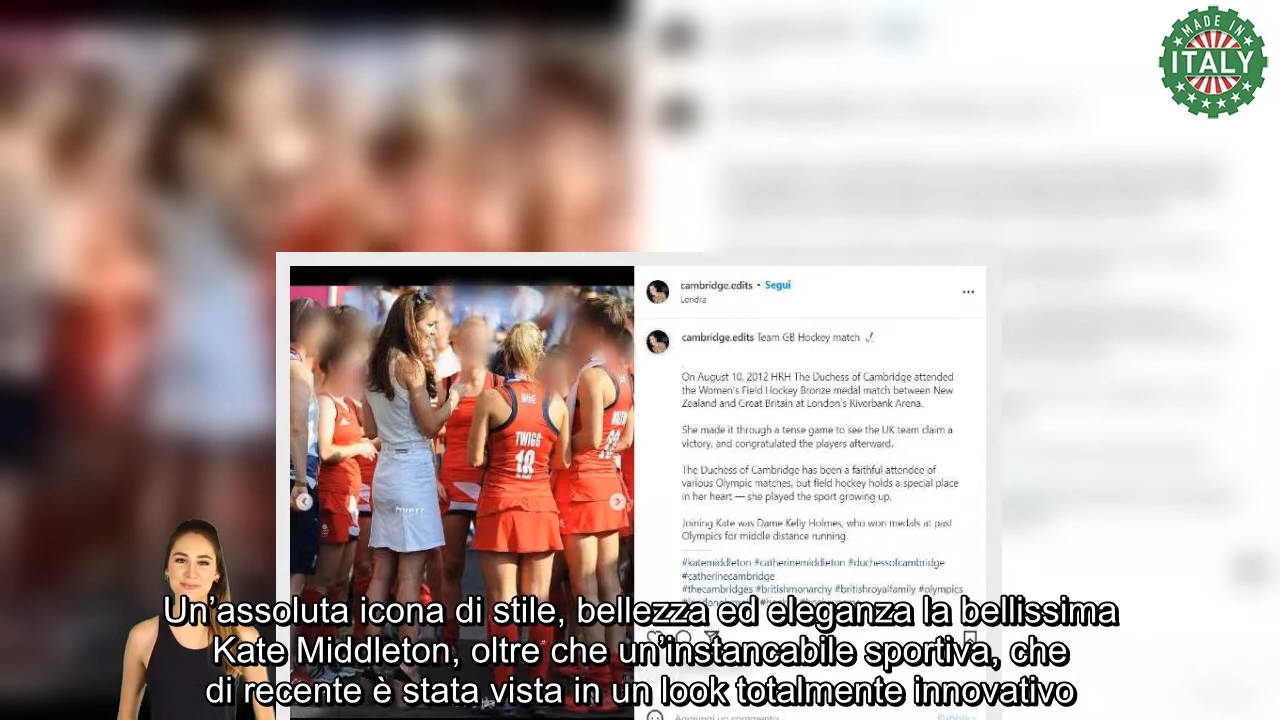 MADE IN
ITALY
cambridge.edits • Segui
Londra
cambridge.edits Team GB Hockey match
On August 10, 2012 HRH The Duchess of Cambridge attended
the Women's Field Hockey Bronze medal match between New
Zealand and Great Britain at London's Riverbank Arena.
She made it through a tense game to see the UK team claim a
victory, and congratulated the players afterward.
The Duchess of Cambridge has been a faithful attendee of
various Olympic matches, but field hockey holds a special place
in her heart — she played the sport growing up.
Joining Kate was Dame Kelly Holmes, who won medals at past
Olympics for middle distance running.
#katemiddleton #catherinemiddleton #duchessofcambridge
#catherinecambridge
#thecambridges #britishmonarchy #britishroyalfamily #olympics
TWIGG
18
Un'assoluta icona di stile, bellezza ed eleganza la bellissima
Kate Middleton, oltre che un'instancabile sportiva, che
di recente è stata vista in un look totalmente innovativo
Aggiungi un commento...
Pubblica